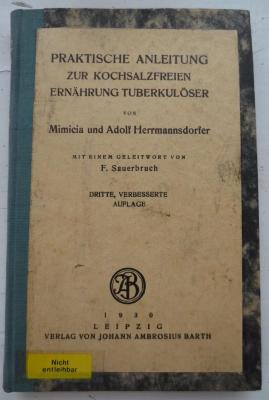 PRAKTISCHE ANLEITUNG
ZUR KOCHSALZFREIEN
ERNÄHRUNG TUBERKULÖSER
VON
Mimicia und Adolf Herrmannsdorfer
MIT EINEM GELEITWORT VON
F. Sauerbruch
DRITTE, VERBESSERTE
AUFLAGE
AB
1930
LEIPZIG
VERLAG VON JOHANN AMBROSIUS BARTH
Nicht
entleihbar